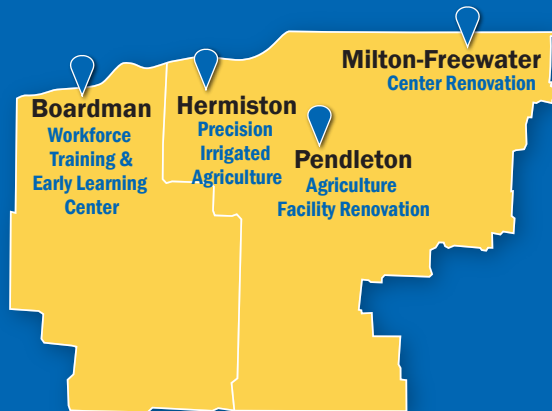 Boardman
Workforce
Training &
Early Learning
Center
Hermiston
Precision
Irrigated
Agriculture
Pendleton
Agriculture
Facility Renovation
Milton-Freewater
Center Renovation